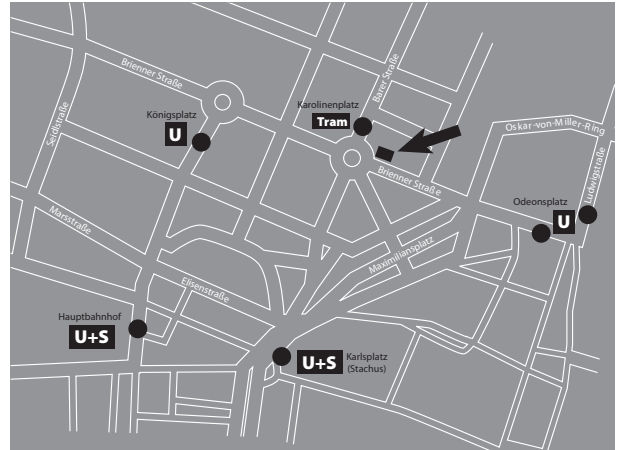 Brienner Straße
Barer Straße
Seidlstraße
Königsplatz
U
Karolinenplatz
Tram
Oskar-von-Miller-Ring
Ludwigstraße
Brienner Straße
Odeonsplatz
U
Marsstraße
Maximiliansplatz
Elisenstraße
Hauptbahnhof
U+S
U+S
Karlsplatz
(Stachus)